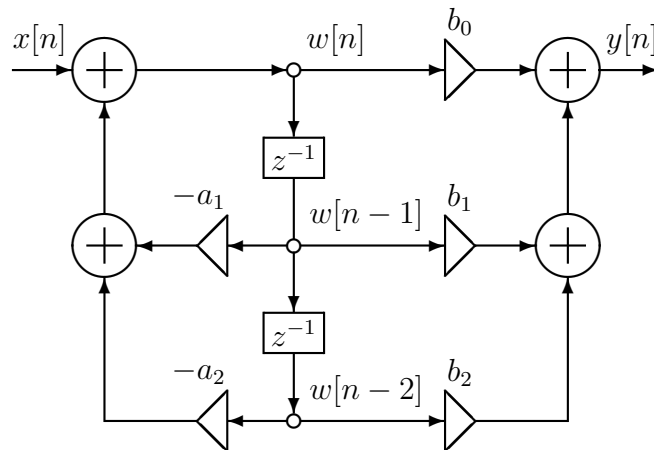 x[n]
w[n]
b₀
y[n]
z⁻¹
−a₁
w[n − 1]
b₁
z⁻¹
−a₂
w[n − 2]
b₂